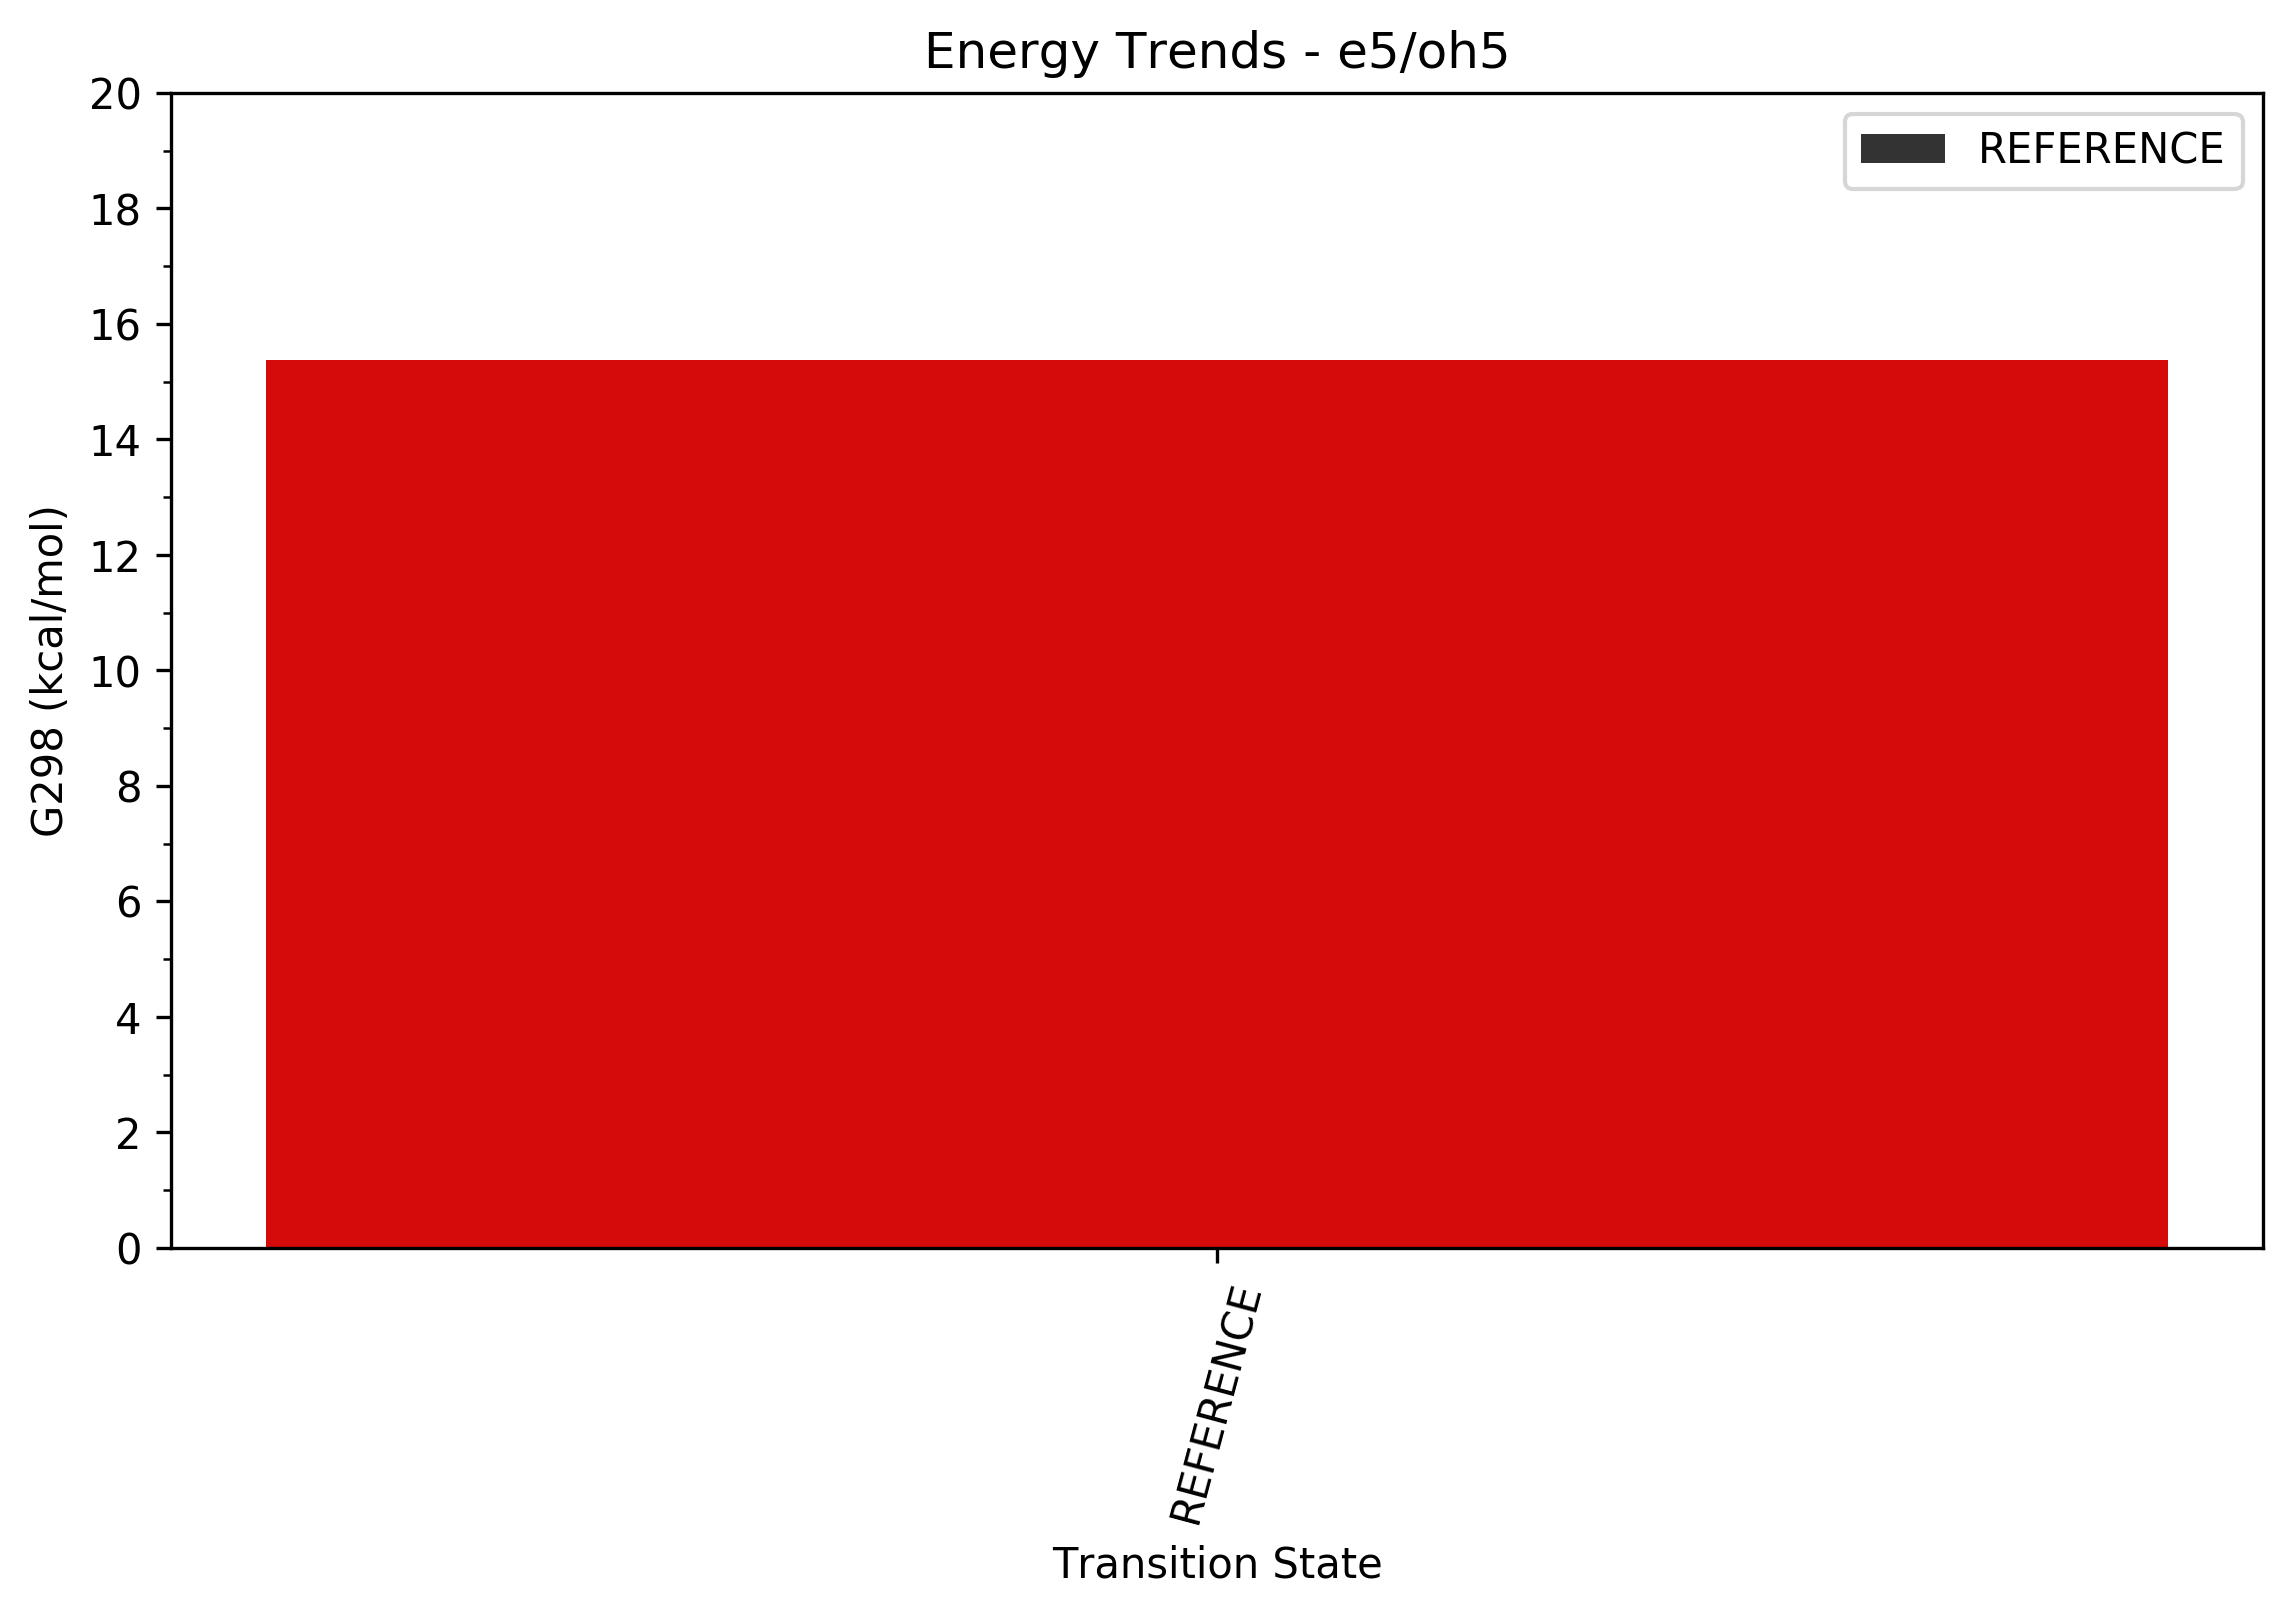 Energy Trends - e5/oh5
REFERENCE
G298 (kcal/mol)
20
18
16
14
12
10
8
6
4
2
0
REFERENCE
Transition State